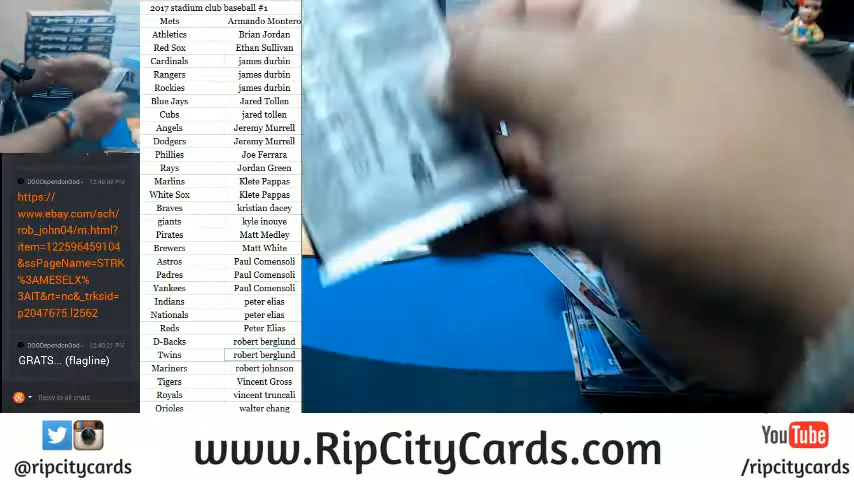 2017 stadium club baseball #1
Mets Armando Montero
Athletics Brian Jordan
Red Sox Ethan Sullivan
Cardinals james durbin
Rangers james durbin
Rockies james durbin
Blue Jays Jared Tollen
Cubs jared tollen
Angels Jeremy Murrell
Dodgers Jeremy Murrell
Phillies Joe Ferrara
Rays Jordan Green
Marlins Klete Pappas
White Sox Klete Pappas
Braves kristian dacey
giants kyle inouye
Pirates Matt Medley
Brewers Matt White
Astros Paul Comensoli
Padres Paul Comensoli
Yankees Paul Comensoli
Indians peter elias
Nationals peter elias
Reds Peter Elias
D-Backs robert berglund
Twins robert berglund
Mariners robert johnson
Tigers Vincent Gross
Royals vincent truncali
Orioles walter chang
https://
www.ebay.com/sch/
rob_john04/m.html?
item=122596459104
&ssPageName=STRK
%3AMESELX%
3AIT&rt=nc&_trksid=
p2047675.l2562
GRATS... (flagline)
Reply to all chats
@ripcitycards
www.RipCityCards.com
YouTube
/ripcitycards